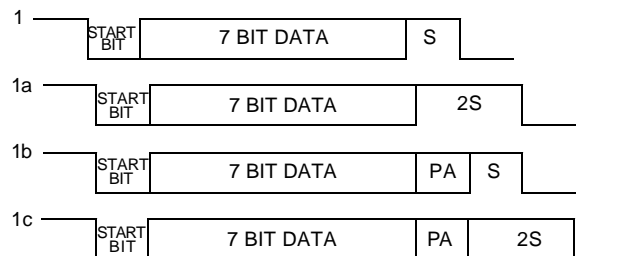 1 START BIT 7 BIT DATA S
1a START BIT 7 BIT DATA 2S
1b START BIT 7 BIT DATA PA S
1c START BIT 7 BIT DATA PA 2S